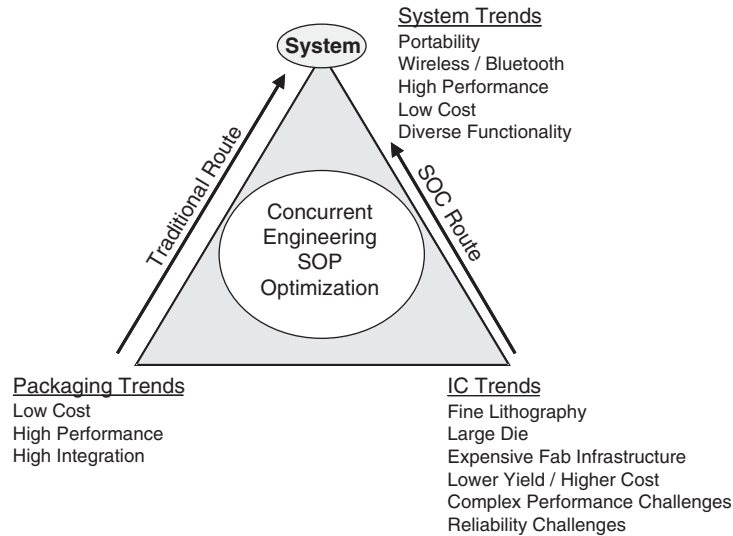 System
System Trends
Portability
Wireless / Bluetooth
High Performance
Low Cost
Diverse Functionality
Traditional Route
SOC Route
Concurrent
Engineering
SOP
Optimization
Packaging Trends
Low Cost
High Performance
High Integration
IC Trends
Fine Lithography
Large Die
Expensive Fab Infrastructure
Lower Yield / Higher Cost
Complex Performance Challenges
Reliability Challenges